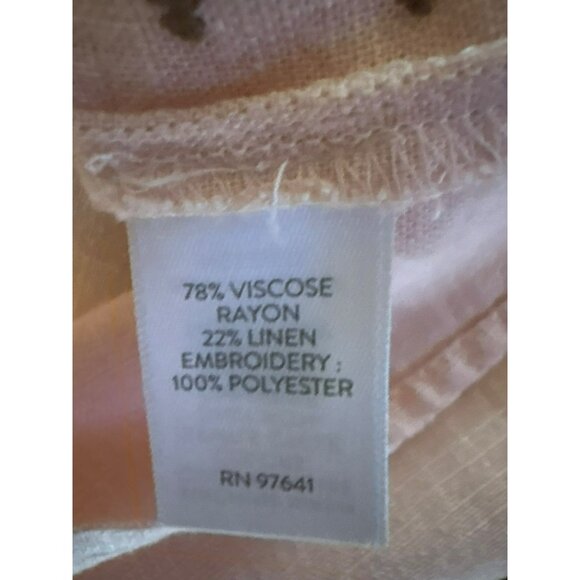 78% VISCOSE
RAYON
22% LINEN
EMBROIDERY :
100% POLYESTER
RN 97641